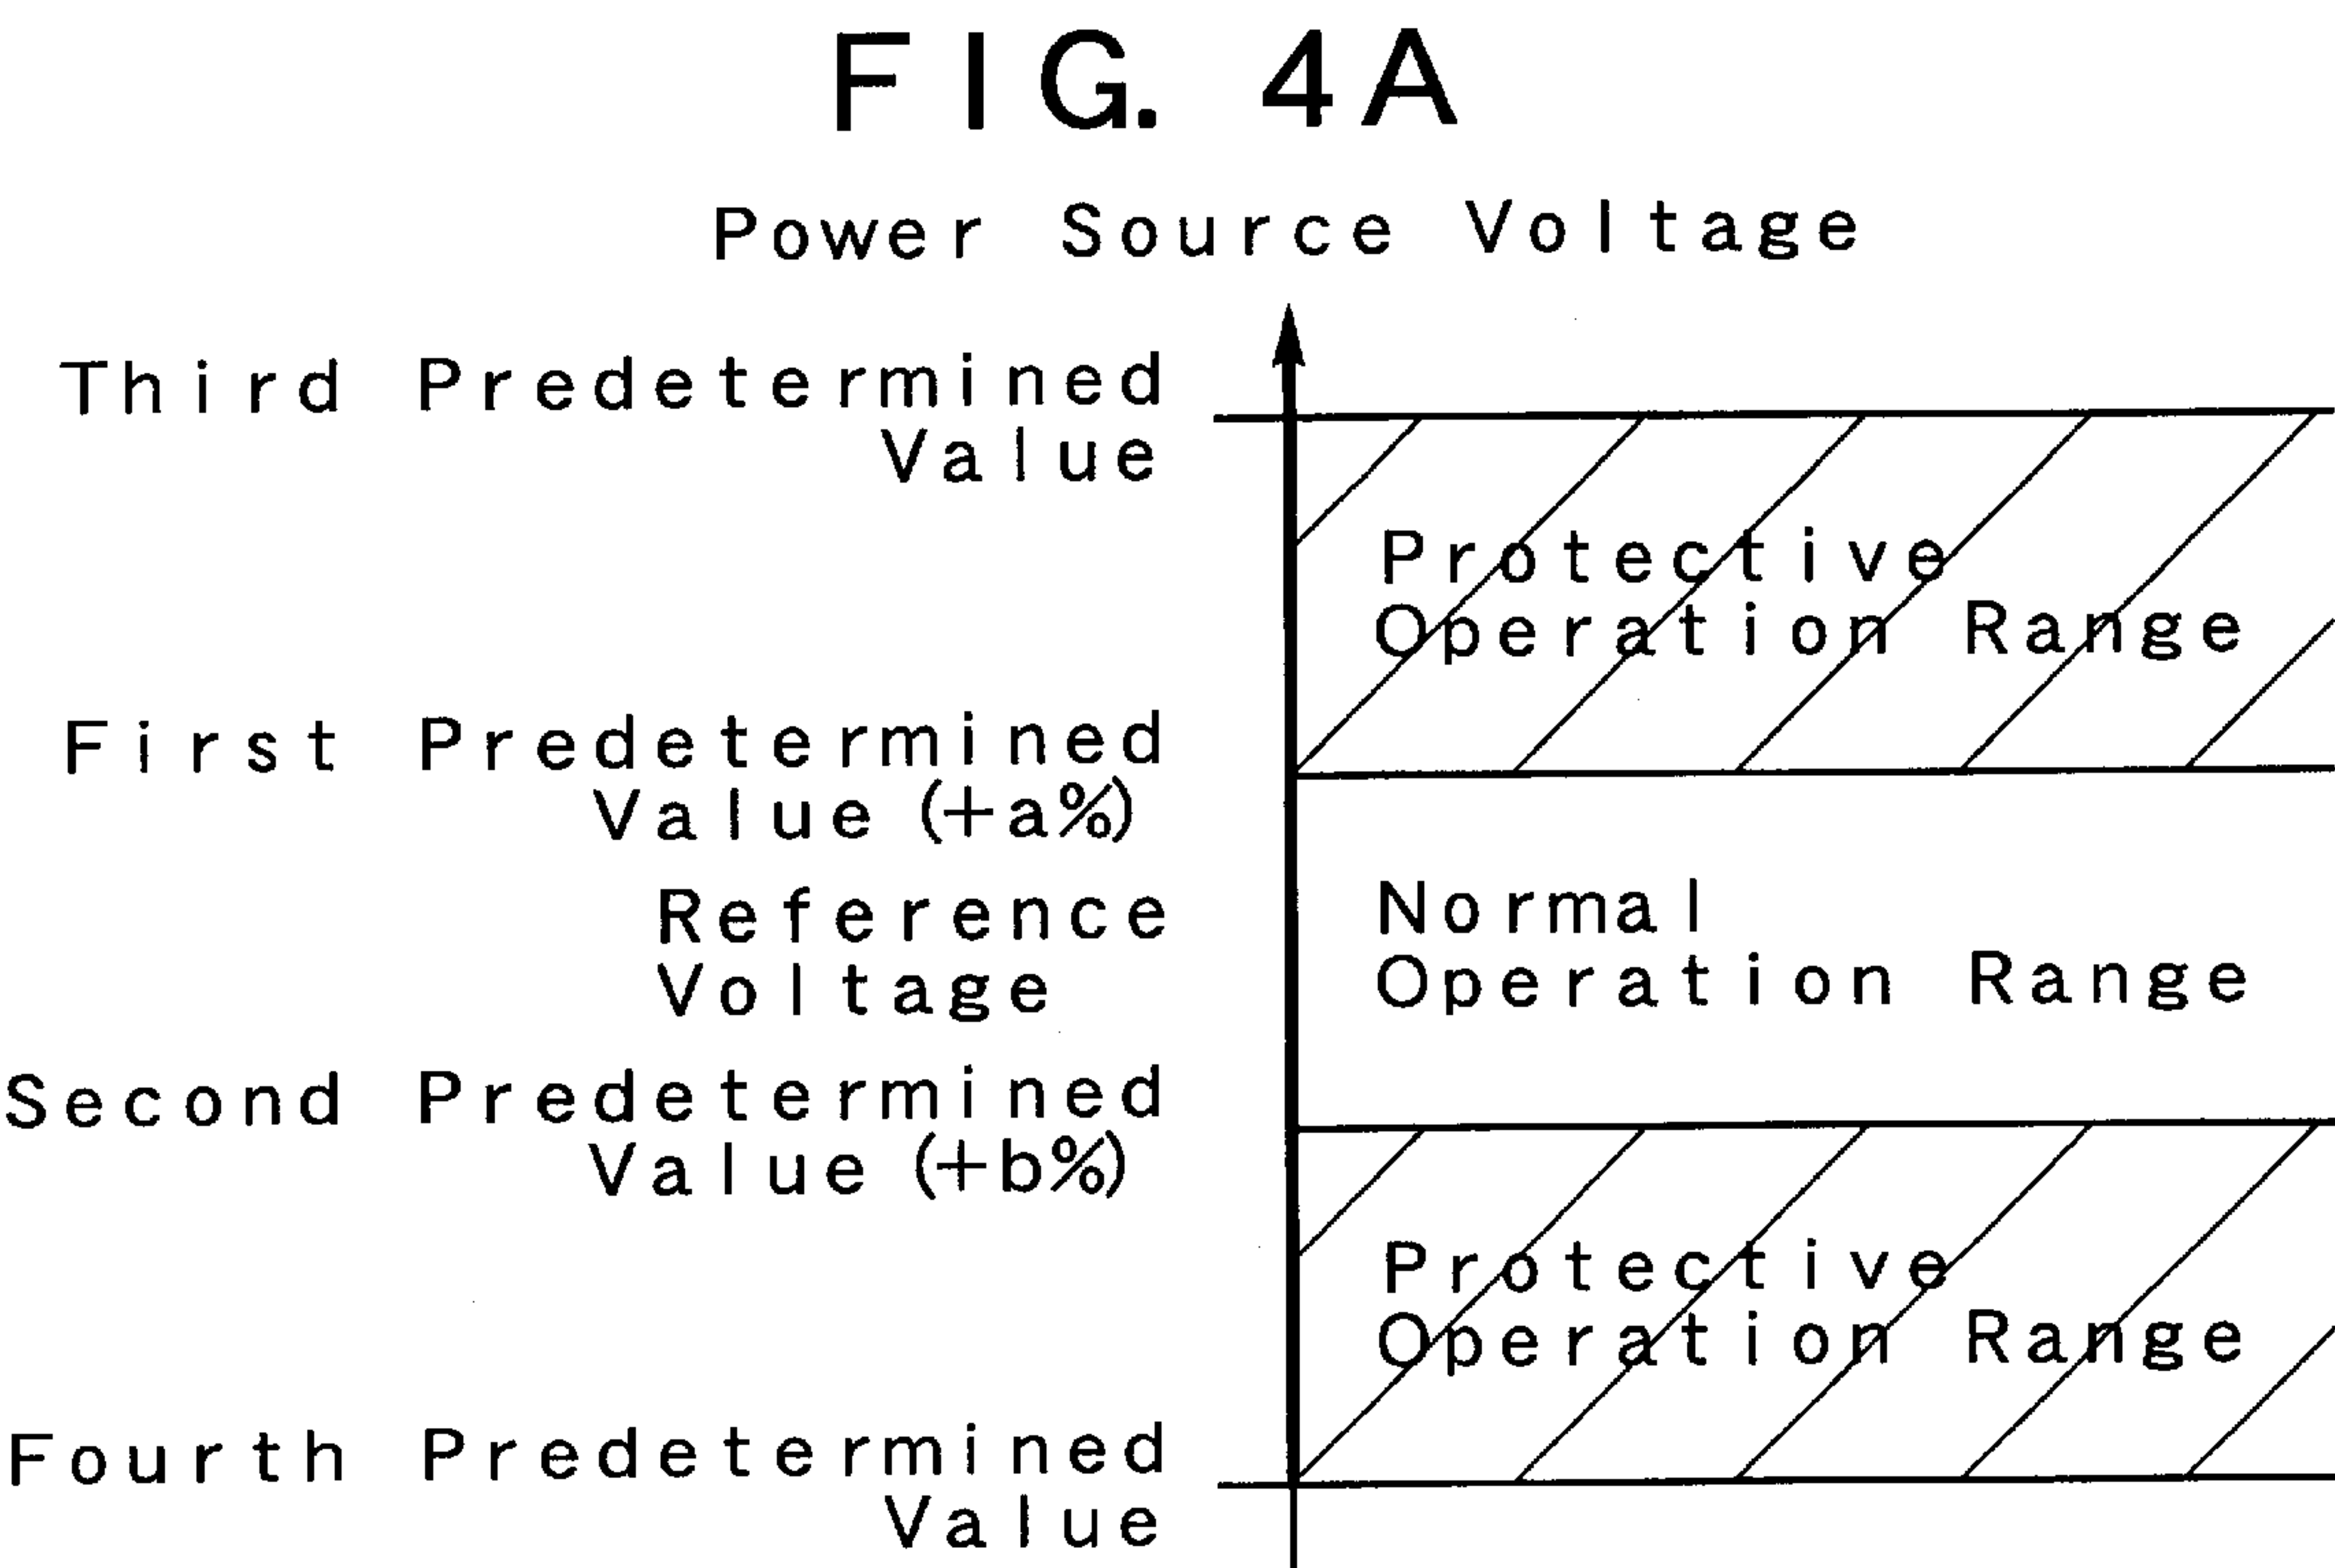 FIG. 4A
Power Source Voltage
Third Predetermined
Value
Protective
Operation Range
First Predetermined
Value (+a%)
Reference
Voltage
Normal
Operation Range
Second Predetermined
Value (+b%)
Protective
Operation Range
Fourth Predetermined
Value